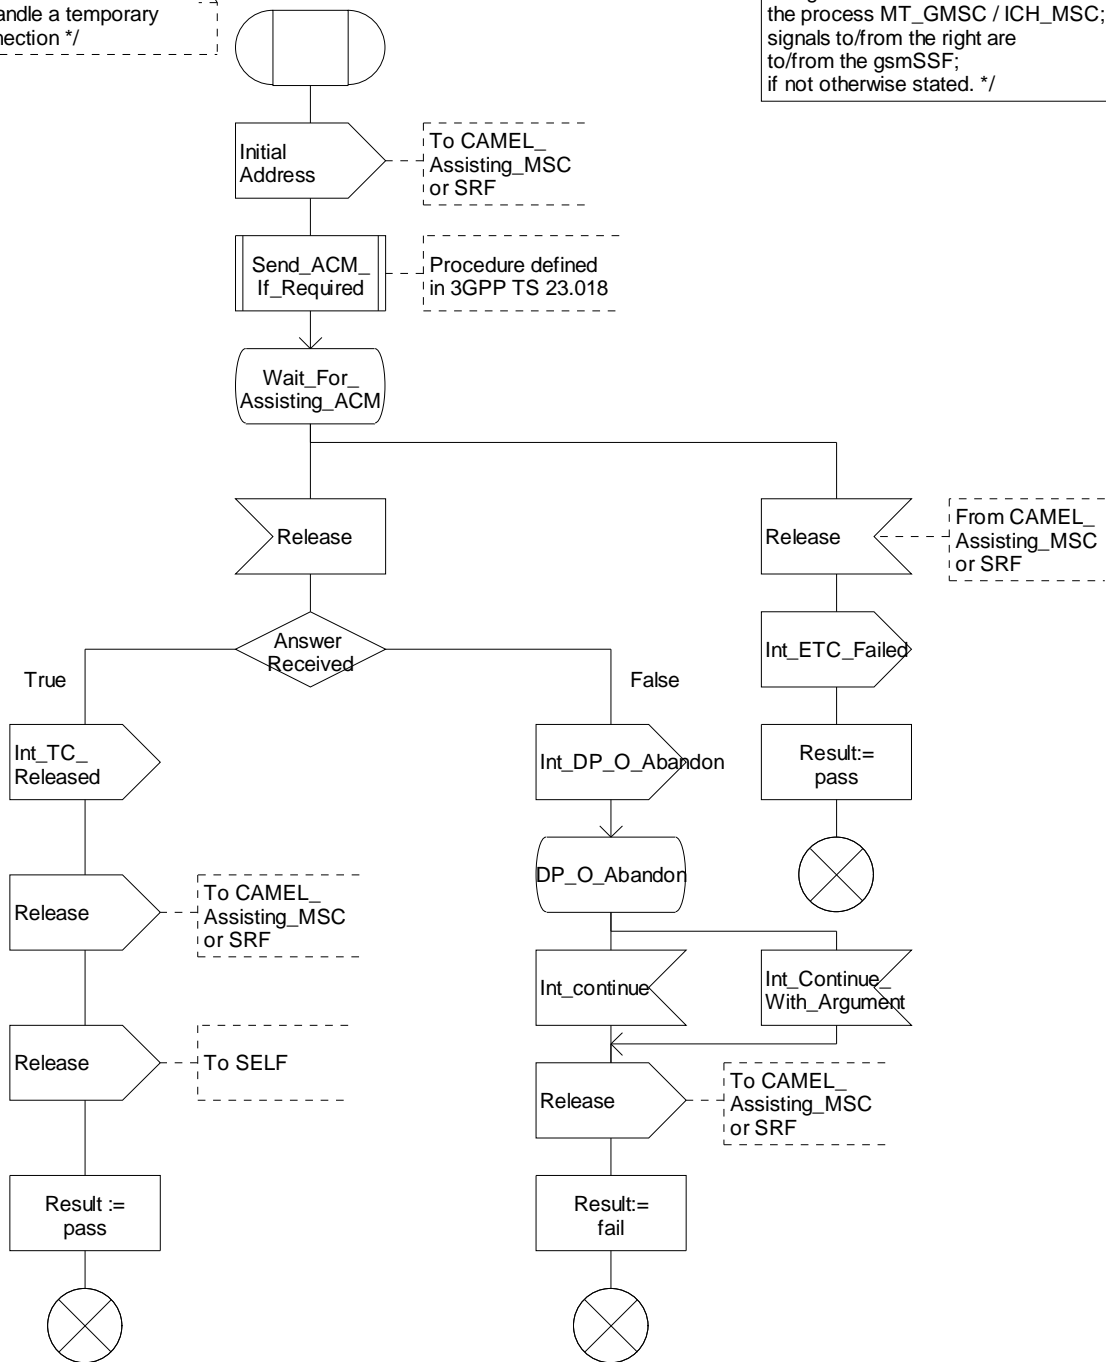 andle a temporary
nection */
the process MT_GMSC / ICH_MSC;
signals to/from the right are
to/from the gsmSSF;
if not otherwise stated. */
Initial
Address
To CAMEL_
Assisting_MSC
or SRF
Send_ACM_
If_Required
Procedure defined
in 3GPP TS 23.018
Wait_For_
Assisting_ACM
Release
Release
From CAMEL_
Assisting_MSC
or SRF
Answer
Received
Int_ETC_Failed
True
False
Int_TC_
Released
Int_DP_O_Abandon
Result:=
pass
DP_O_Abandon
Release
To CAMEL_
Assisting_MSC
or SRF
Int_continue
Int_Continue_
With_Argument
Release
To SELF
Release
To CAMEL_
Assisting_MSC
or SRF
Result :=
pass
Result:=
fail